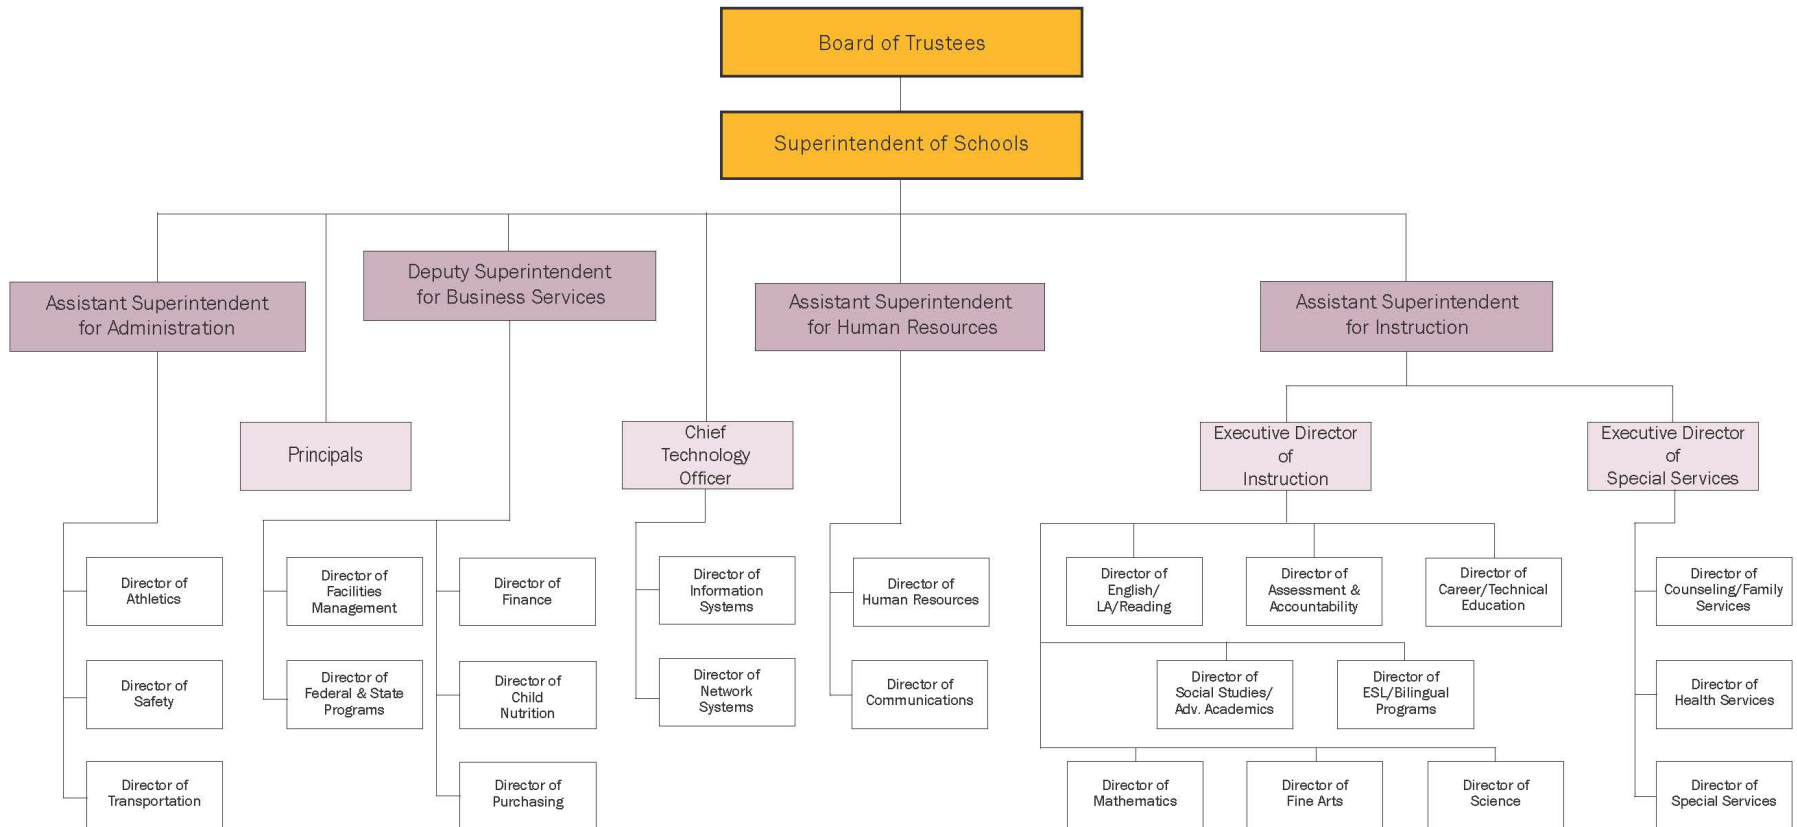 Board of Trustees
Superintendent of Schools
Deputy Superintendent
for Business Services
Assistant Superintendent
for Administration
Assistant Superintendent
for Human Resources
Assistant Superintendent
for Instruction
Principals
Chief
Technology
Officer
Executive Director
of
Instruction
Executive Director
of
Special Services
Director of
Athletics
Director of
Facilities
Management
Director of
Finance
Director of
Information
Systems
Director of
Human Resources
Director of
English/
LA/Reading
Director of
Assessment &
Accountability
Director of
Career/Technical
Education
Director of
Counseling/Family
Services
Director of
Safety
Director of
Federal & State
Programs
Director of
Child
Nutrition
Director of
Network
Systems
Director of
Communications
Director of
Social Studies/
Adv. Academics
Director of
ESL/Bilingual
Programs
Director of
Health Services
Director of
Transportation
Director of
Purchasing
Director of
Mathematics
Director of
Fine Arts
Director of
Science
Director of
Special Services